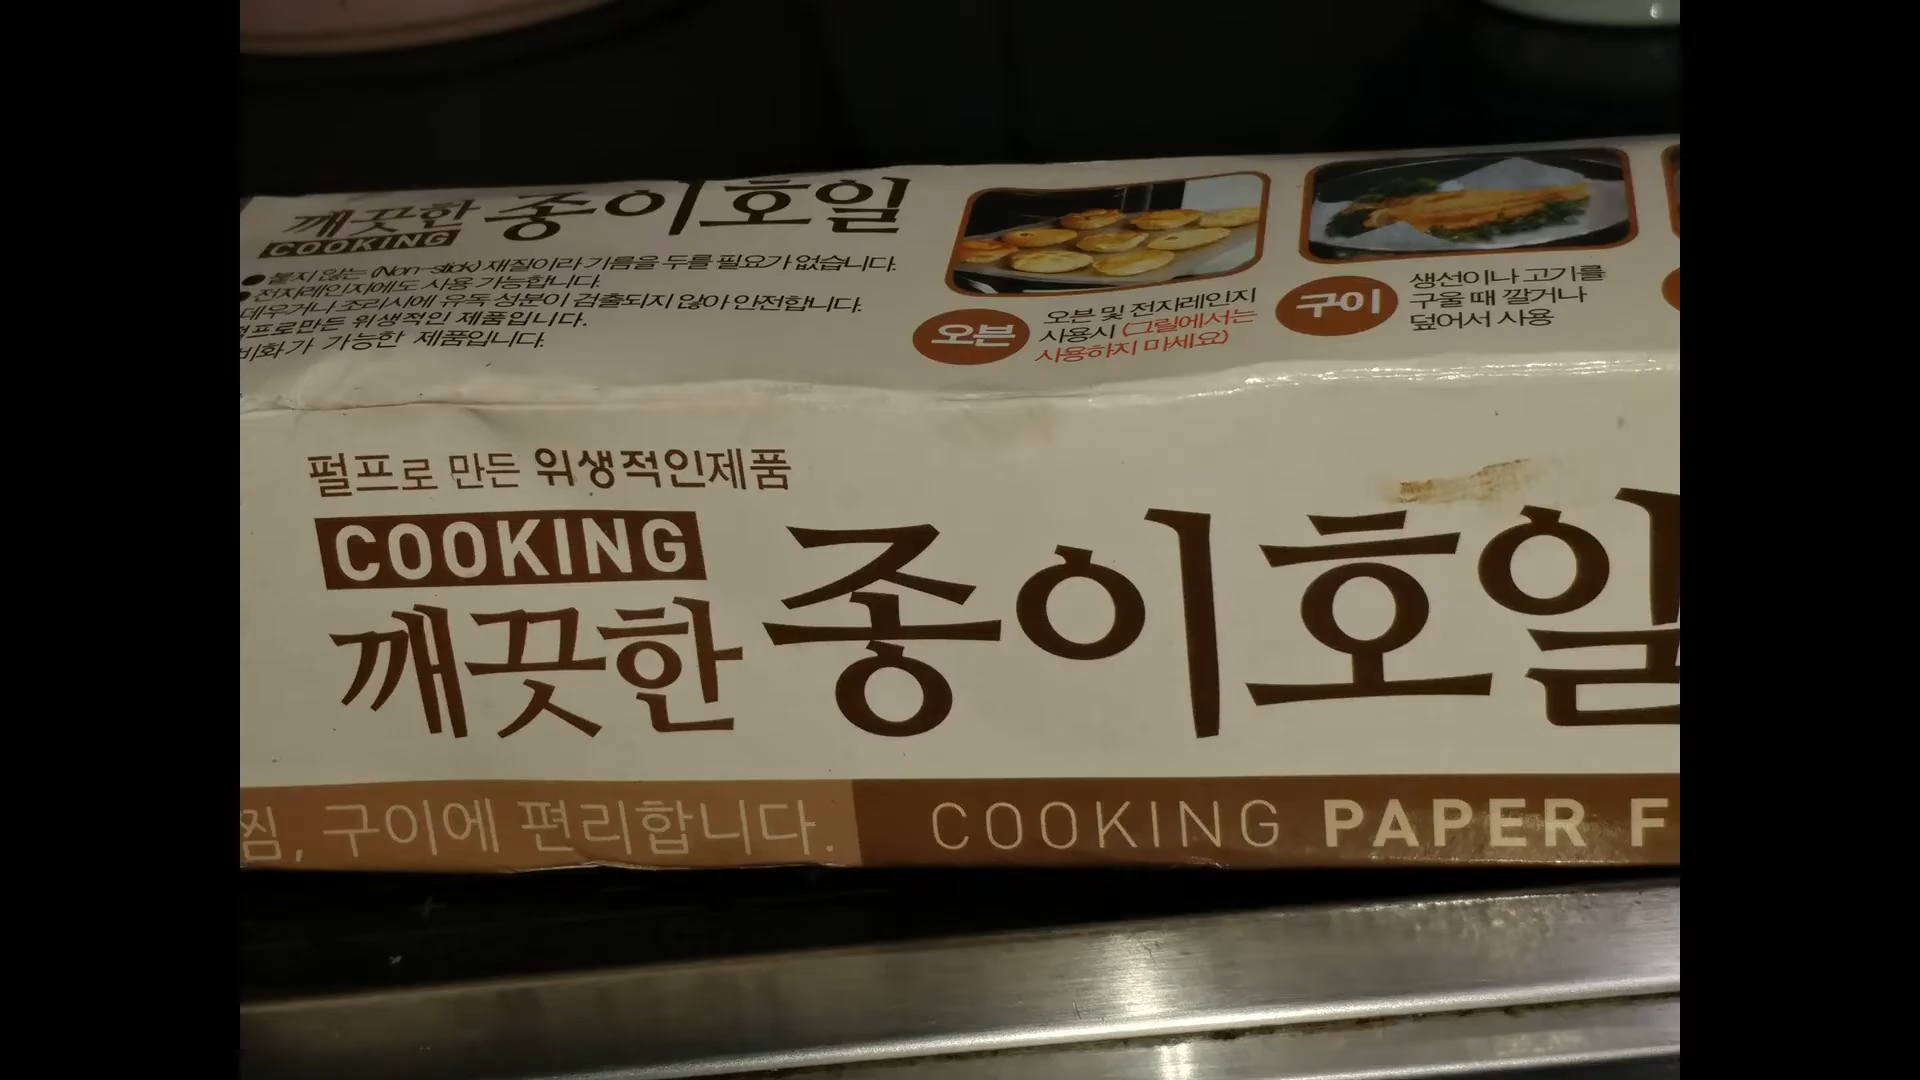 깨끗한 종이호일
COOKING
●붙지 않는 (Non-stick) 재질이라 기름을 두를 필요가 없습니다.
●전자레인지에도 사용 가능합니다.
데우거나 조리시에 유독 성분이 검출되지 않아 안전합니다.
펄프로만든 위생적인 제품입니다.
가능한 제품입니다.
오븐
오븐 및 전자레인지
사용시 (그릴에서는
사용하지 마세요)
구이
생선이나 고기를
구울 때 깔거나
덮어서 사용
펄프로 만든 위생적인제품
COOKING
깨끗한 종이호일
찜, 구이에 편리합니다.
COOKING PAPER F